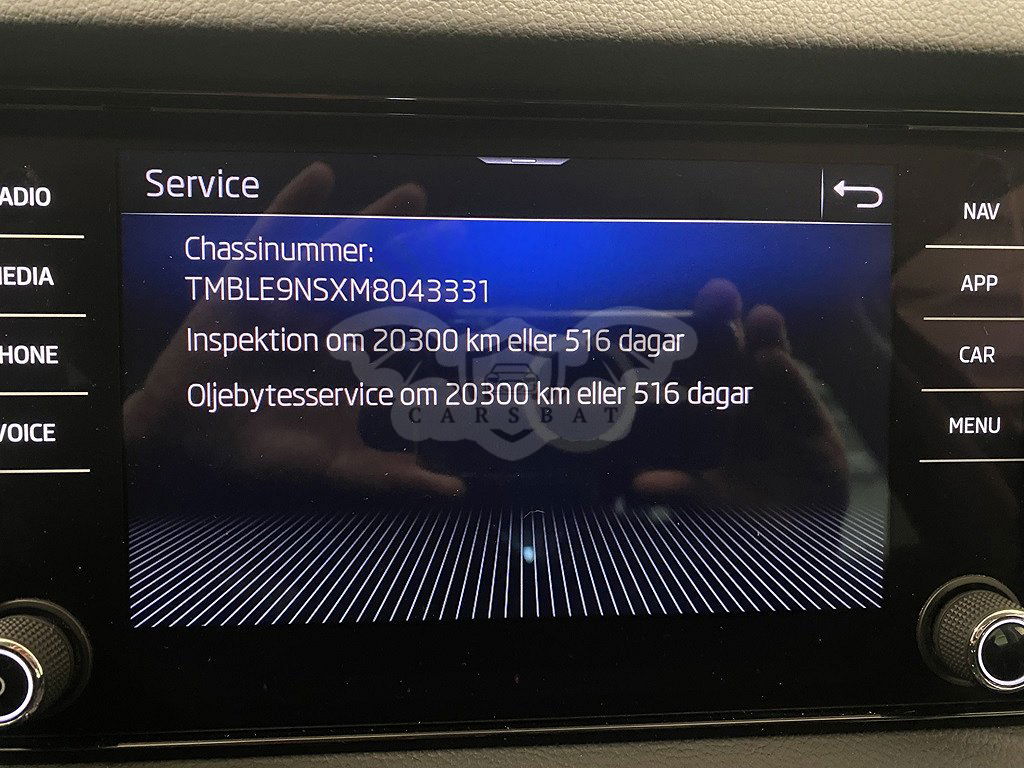 Service
Chassinummer:
TMBLE9NSXM8043331
Inspektion om 20300 km eller 516 dagar
Oljebytesservice om 20300 km eller 516 dagar
CARSBAT
ADIO
EDIA
HONE
VOICE
NAV
APP
CAR
MENU